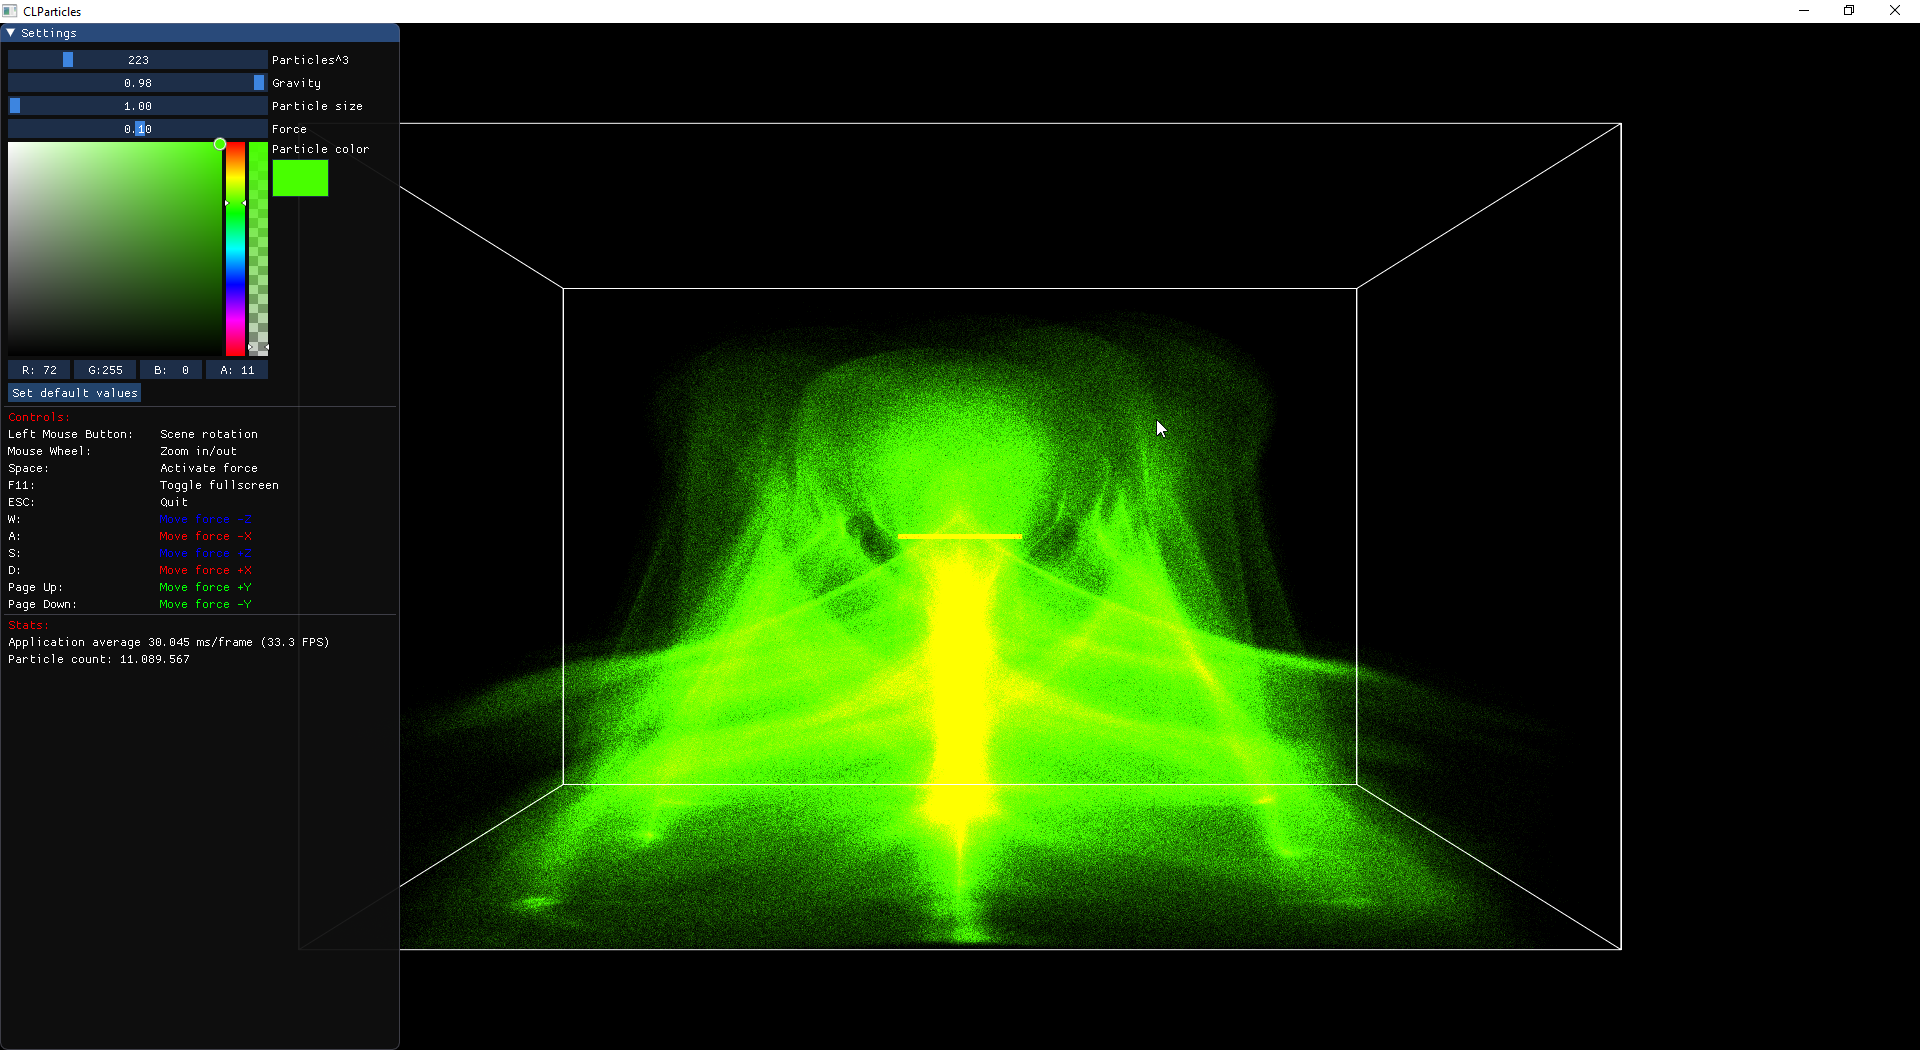 CLParticles
Settings
223 Particles^3
0.98 Gravity
1.00 Particle size
0.10 Force
Particle color
R: 72 G:255 B: 0 A: 11
Set default values
Controls:
Left Mouse Button: Scene rotation
Mouse Wheel: Zoom in/out
Space: Activate force
F11: Toggle fullscreen
ESC: Quit
W: Move force -Z
A: Move force -X
S: Move force +Z
D: Move force +X
Page Up: Move force +Y
Page Down: Move force -Y
Stats:
Application average 30.045 ms/frame (33.3 FPS)
Particle count: 11.089.567